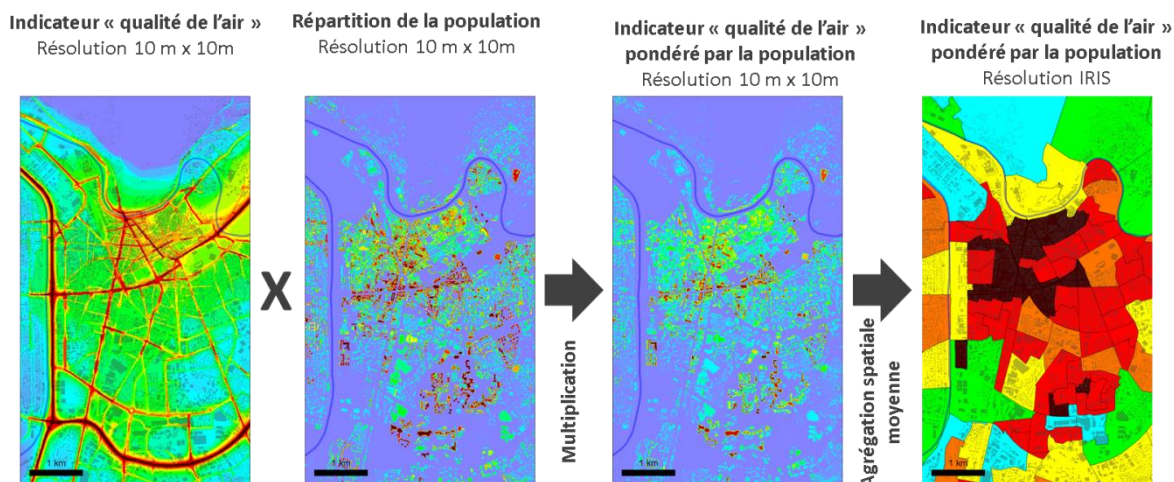 Indicateur « qualité de l’air »
Résolution 10 m x 10m
Répartition de la population
Résolution 10 m x 10m
Indicateur « qualité de l’air »
pondéré par la population
Résolution 10 m x 10m
Indicateur « qualité de l’air »
pondéré par la population
Résolution IRIS
X
Multiplication
Agrégation spatiale
moyenne
1 km
1 km
1 km
1 km